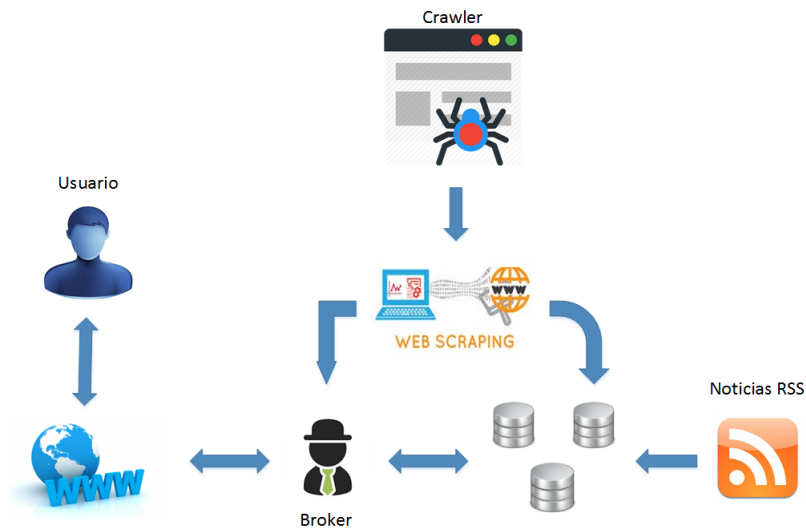 Crawler
Usuario
www
WEB SCRAPING
Noticias RSS
WWW
Broker